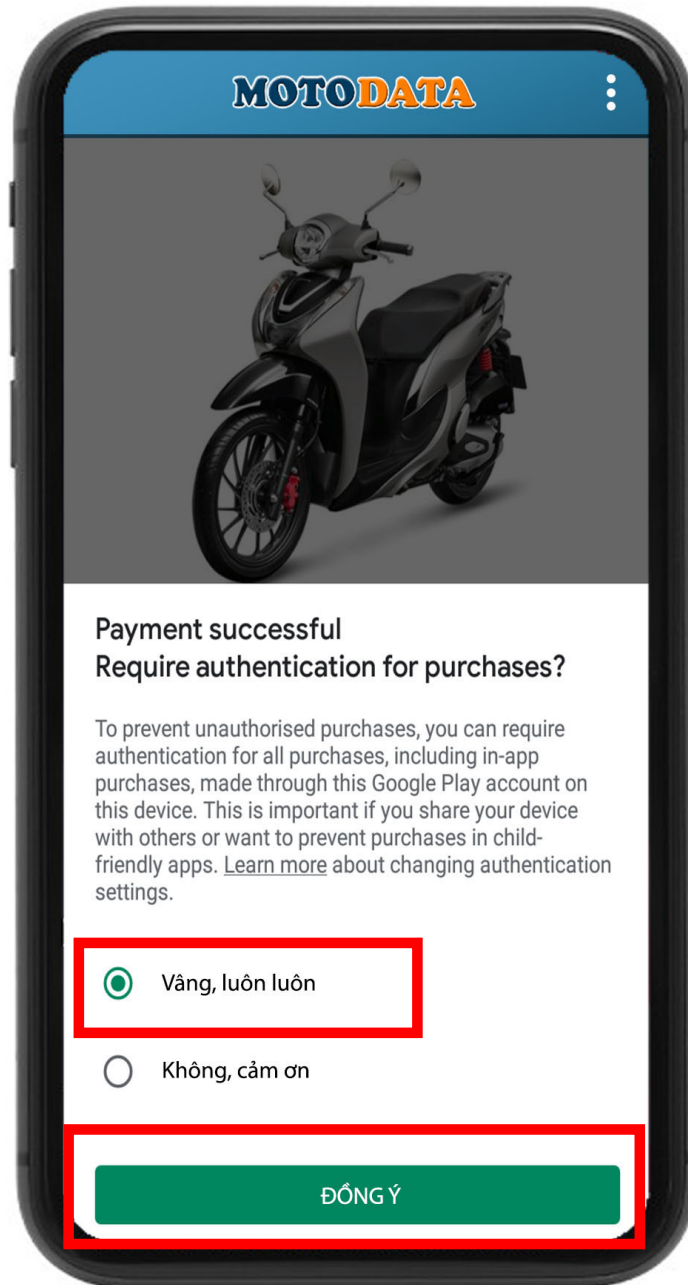 MOTODATA
Payment successful
Require authentication for purchases?
To prevent unauthorised purchases, you can require
authentication for all purchases, including in-app
purchases, made through this Google Play account on
this device. This is important if you share your device
with others or want to prevent purchases in child-
friendly apps. Learn more about changing authentication
settings.
Vâng, luôn luôn
Không, cảm ơn
ĐỒNG Ý